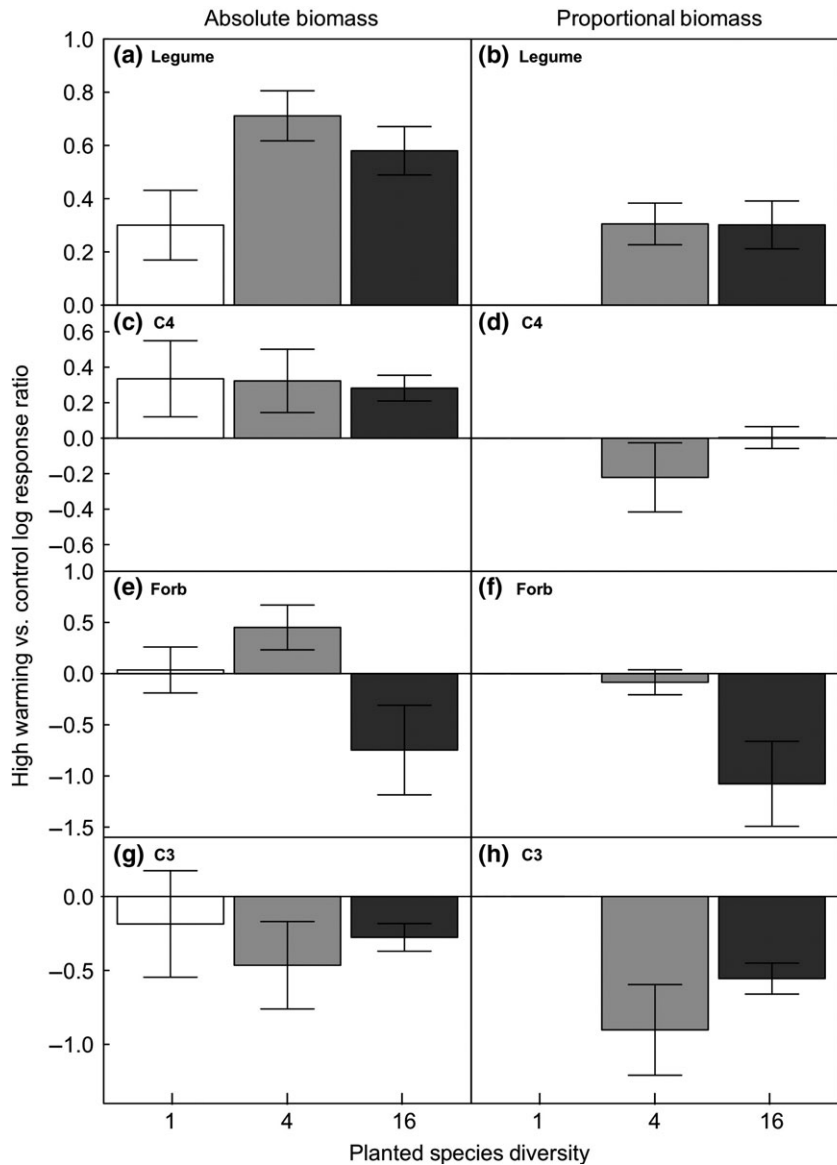 Absolute biomass Proportional biomass
(a) Legume (b) Legume
1.0
0.8
0.6
0.4
0.2
0.0
(c) C4 (d) C4
0.6
0.4
0.2
0.0
–0.2
–0.4
–0.6
(e) Forb (f) Forb
1.0
0.5
0.0
–0.5
–1.0
–1.5
(g) C3 (h) C3
0.0
–0.5
–1.0
1 4 16 1 4 16
Planted species diversity
High warming vs. control log response ratio